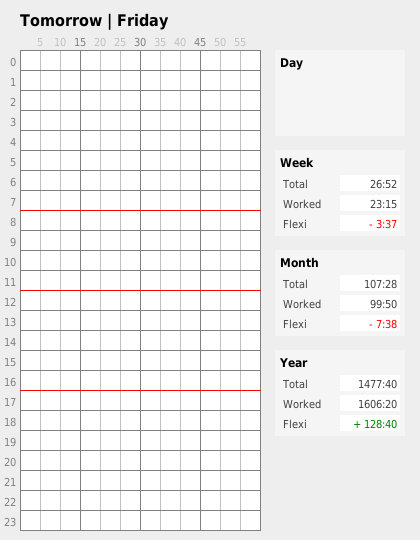 Tomorrow | Friday
5 10 15 20 25 30 35 40 45 50 55
0
1
2
3
4
5
6
7
8
9
10
11
12
13
14
15
16
17
18
19
20
21
22
23
Day
Week
Total 26:52
Worked 23:15
Flexi - 3:37
Month
Total 107:28
Worked 99:50
Flexi - 7:38
Year
Total 1477:40
Worked 1606:20
Flexi + 128:40